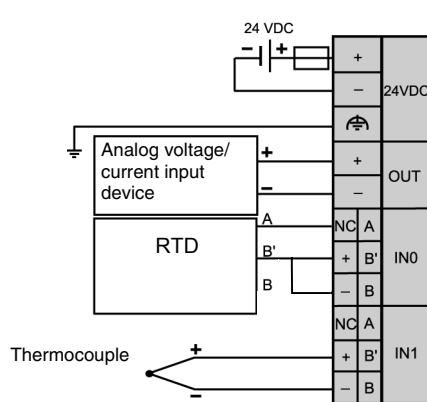 24 VDC
− +
+
−
24VDC
Analog voltage/
current input
device
+
−
+
−
OUT
RTD
A
B'
B
NC A
+ B'
− B
IN0
Thermocouple
+
−
NC A
+ B'
− B
IN1